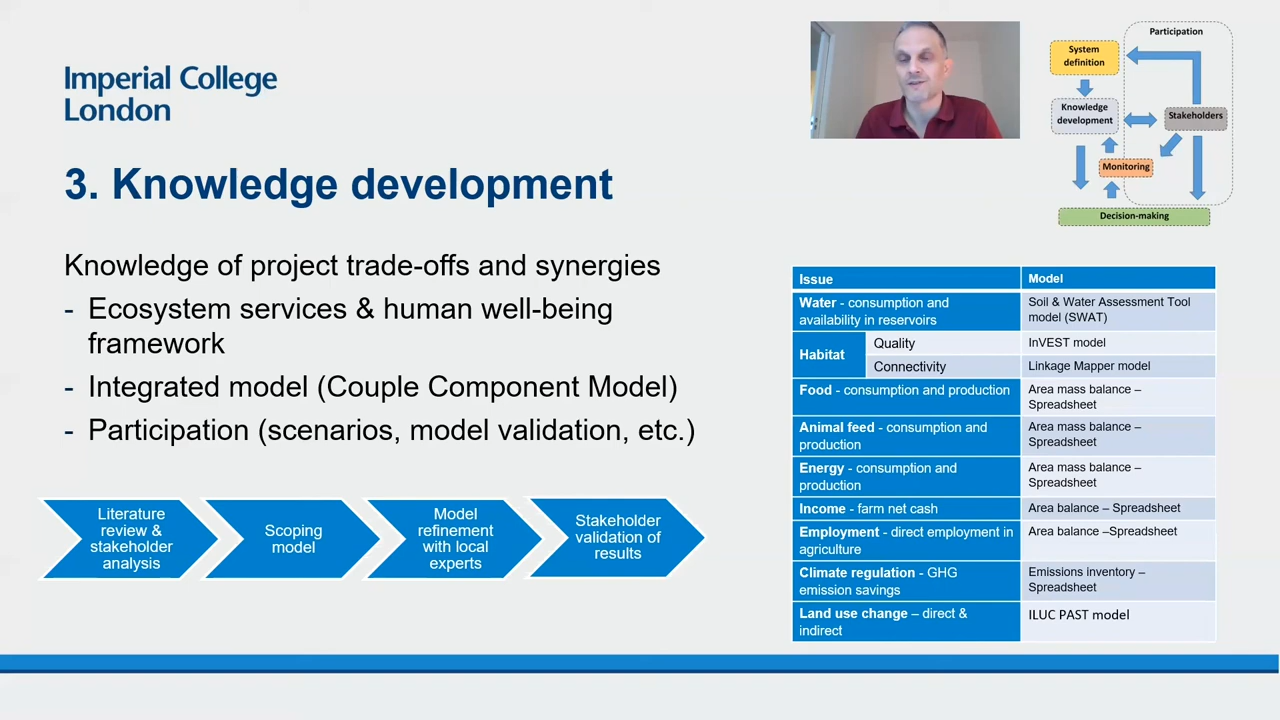 Imperial College
London
3. Knowledge development
Knowledge of project trade-offs and synergies
- Ecosystem services & human well-being
framework
- Integrated model (Couple Component Model)
- Participation (scenarios, model validation, etc.)
Literature
review &
stakeholder
analysis
Scoping
model
Model
refinement
with local
experts
Stakeholder
validation of
results
Participation
System
definition
Knowledge
development
Stakeholders
Monitoring
Decision-making
Issue Model
Water - consumption and
availability in reservoirs
Soil & Water Assessment Tool
model (SWAT)
Habitat
Quality InVEST model
Connectivity Linkage Mapper model
Food - consumption and production
Area mass balance –
Spreadsheet
Animal feed - consumption and
production
Area mass balance –
Spreadsheet
Energy - consumption and
production
Area mass balance –
Spreadsheet
Income - farm net cash Area balance – Spreadsheet
Employment - direct employment in
agriculture
Area balance –Spreadsheet
Climate regulation - GHG
emission savings
Emissions inventory –
Spreadsheet
Land use change – direct &
indirect
ILUC PAST model